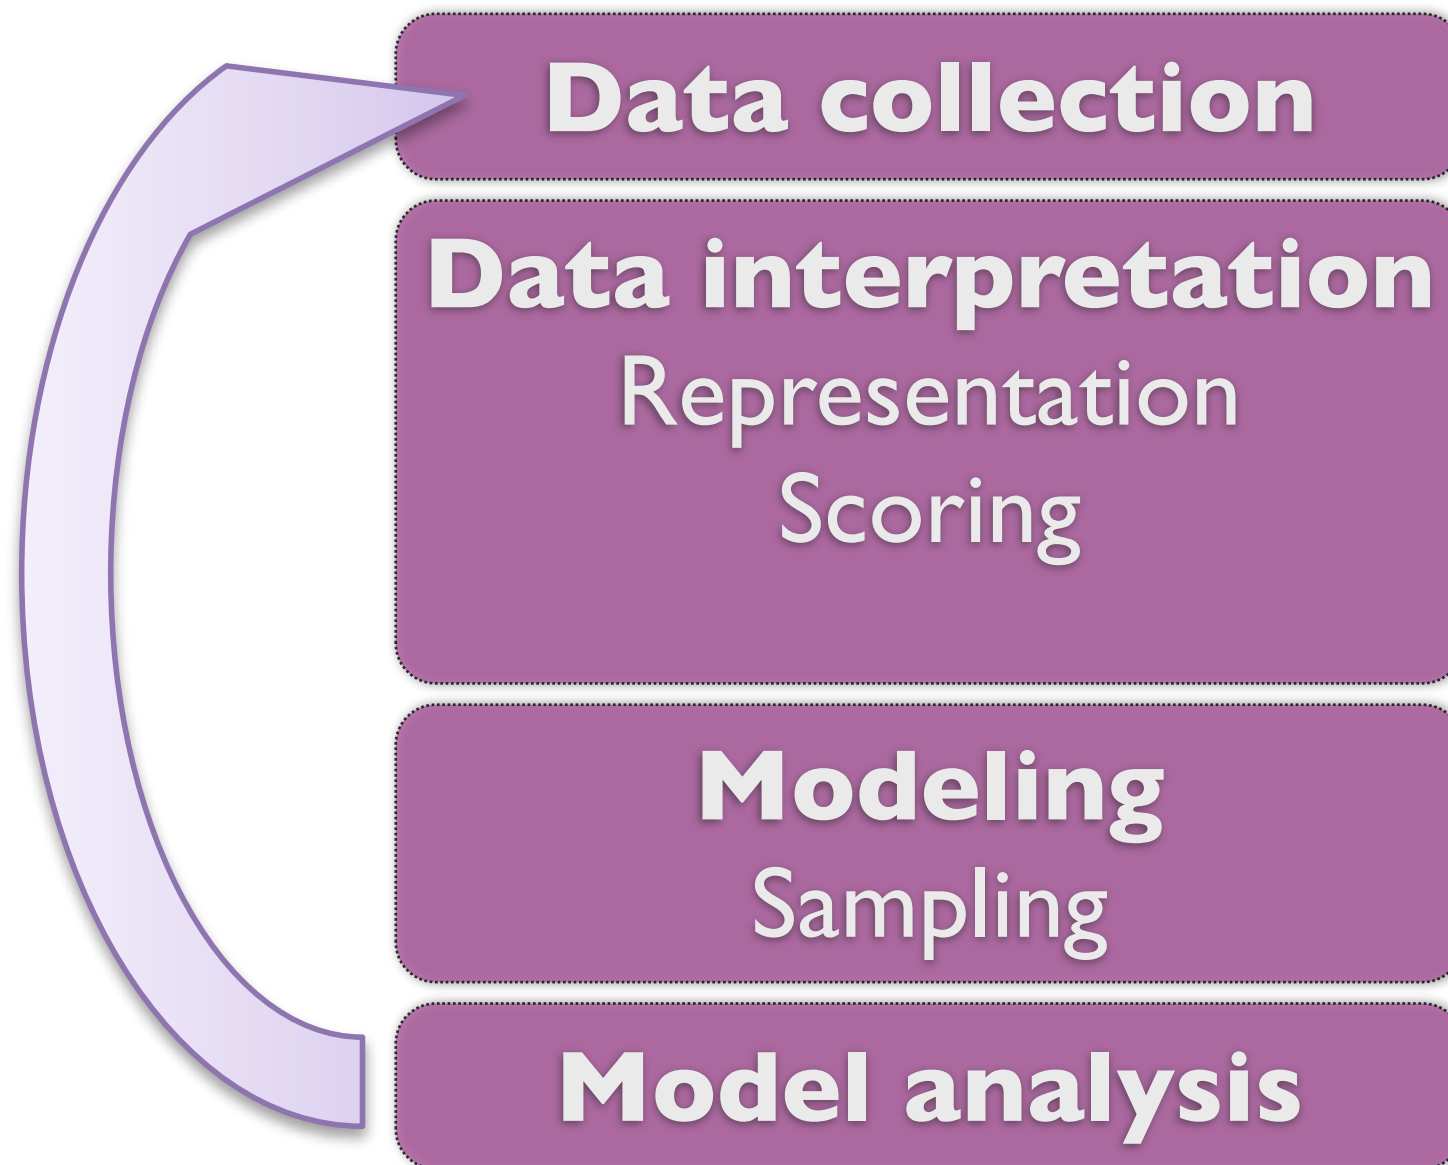 Data collection
Data interpretation
Representation
Scoring
Modeling
Sampling
Model analysis